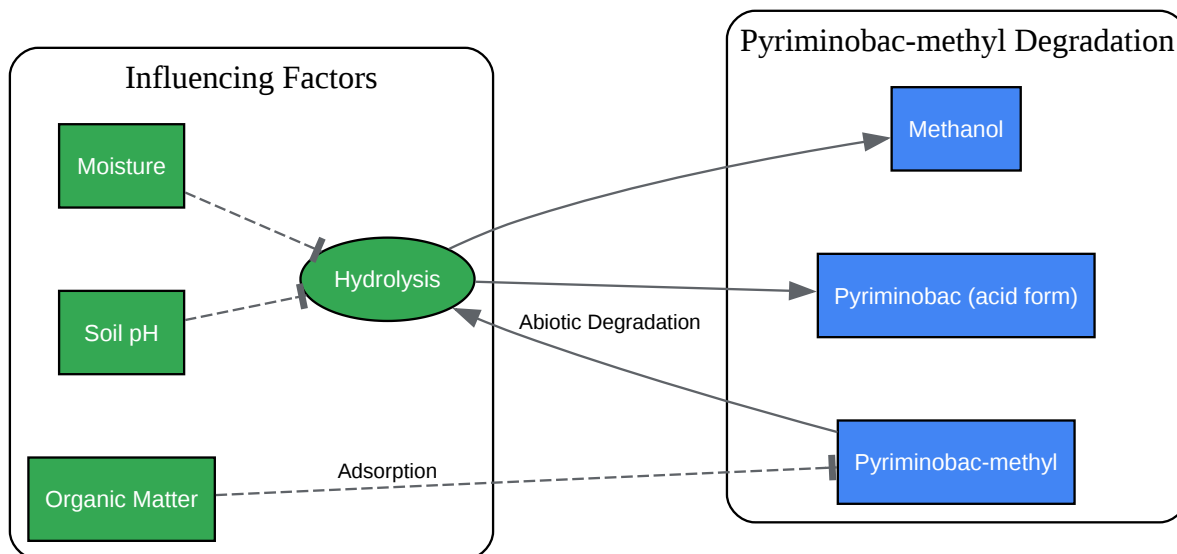 Influencing Factors
Moisture
Soil pH
Organic Matter
Hydrolysis
Abiotic Degradation
Adsorption
Pyriminobac-methyl Degradation
Methanol
Pyriminobac (acid form)
Pyriminobac-methyl